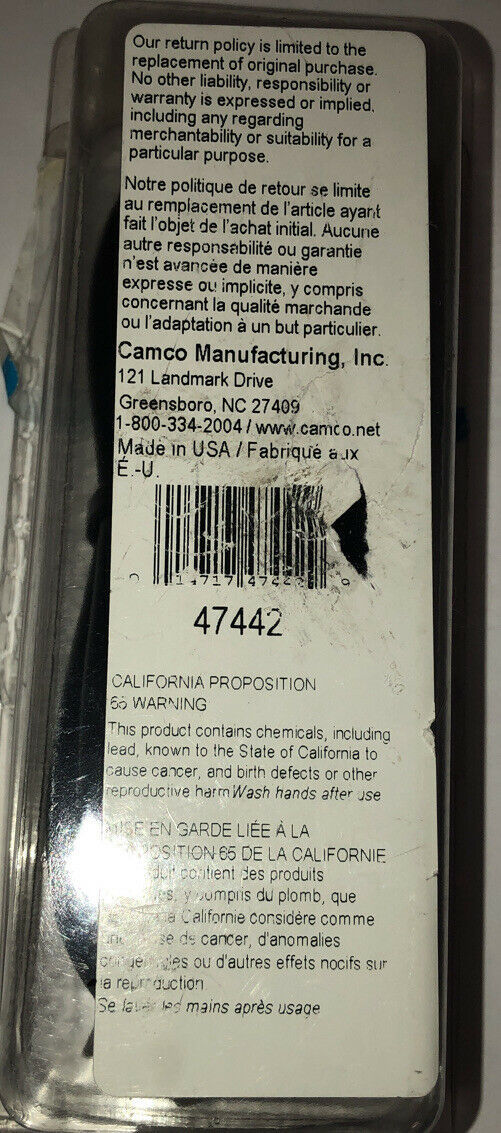 Our return policy is limited to the
replacement of original purchase.
No other liability, responsibility or
warranty is expressed or implied,
including any regarding
merchantability or suitability for a
particular purpose.
Notre politique de retour se limite
au remplacement de l'article ayant
fait l'objet de l'achat initial. Aucune
autre responsabilité ou garantie
n'est avancée de manière
expresse ou implicite, y compris
concernant la qualité marchande
ou l'adaptation à un but particulier.
Camco Manufacturing, Inc.
121 Landmark Drive
Greensboro, NC 27409
1-800-334-2004 / www.camco.net
Made in USA / Fabriqué aux
É.-U.
0 14717 47442 9
47442
CALIFORNIA PROPOSITION
65 WARNING
This product contains chemicals, including
lead, known to the State of California to
cause cancer, and birth defects or other
reproductive harm Wash hands after use
MISE EN GARDE LIÉE À LA
65 DE LA CALIFORNIE
contient des produits
y compris du plomb, que
Californie considère comme
de cancer, d'anomalies
ou d'autres effets nocifs sur
la reproduction
Se laver les mains après usage